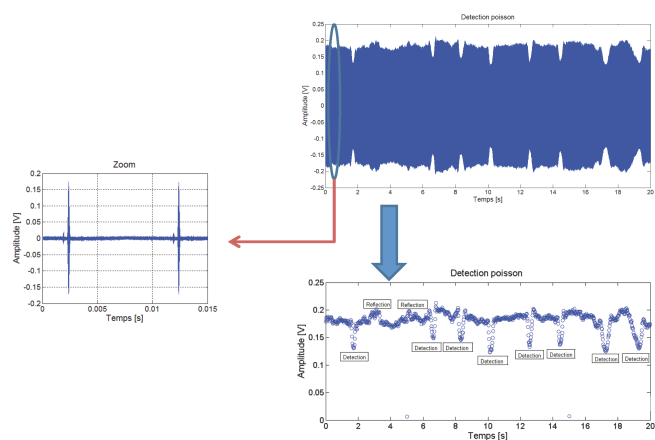 Detection poisson
0.25
0.2
0.15
0.1
0.05
0
-0.05
-0.1
-0.15
-0.2
-0.25
Amplitude [V]
0 2 4 6 8 10 12 14 16 18 20
Temps [s]
Zoom
0.2
0.15
0.1
0.05
0
-0.05
-0.1
-0.15
-0.2
Amplitude [V]
0 0.005 0.01 0.015
Temps [s]
Detection poisson
0.25
0.2
0.15
0.1
0.05
0
Amplitude [V]
Reflection
Reflection
Detection
Detection
Detection
Detection
Detection
Detection
Detection
Detection
0 2 4 6 8 10 12 14 16 18 20
Temps [s]